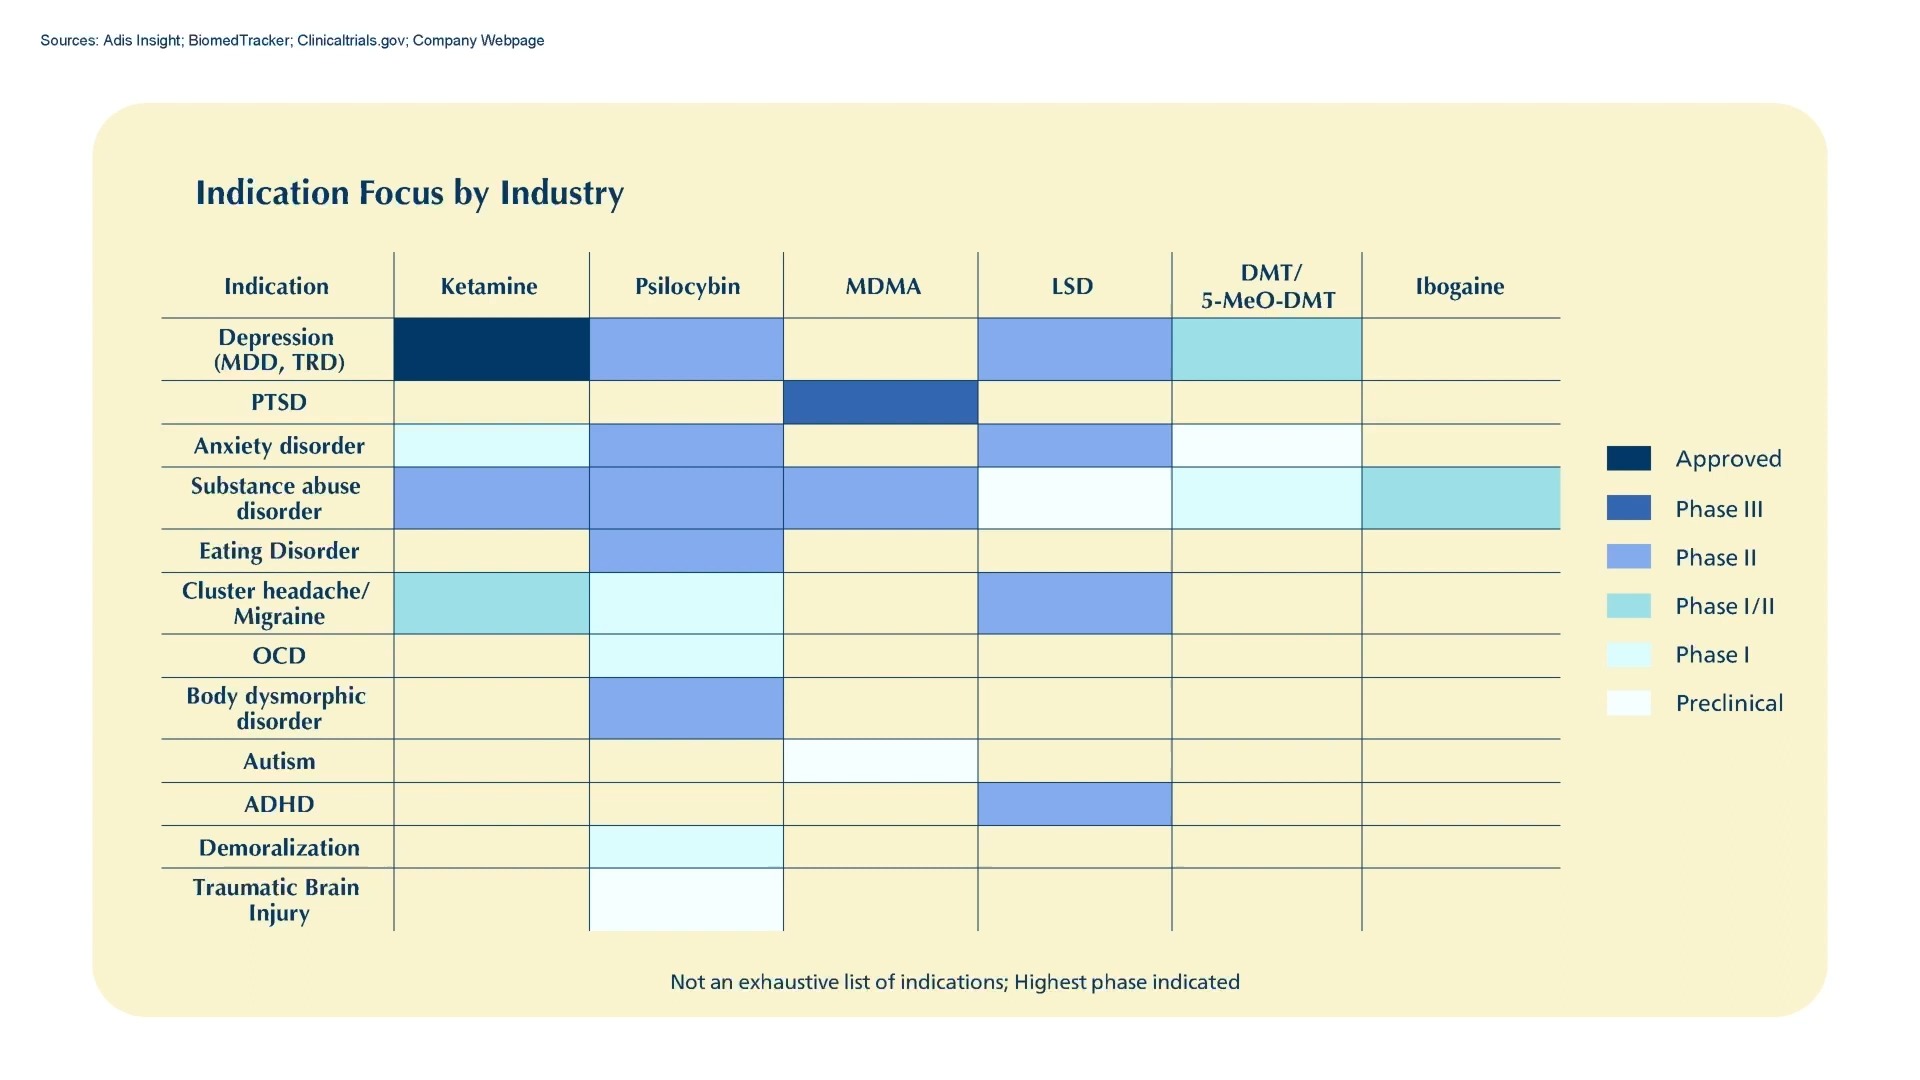 Sources: Adis Insight; BiomedTracker; Clinicaltrials.gov; Company Webpage
Indication Focus by Industry
Indication
Ketamine
Psilocybin
MDMA
LSD
DMT/
5-MeO-DMT
Ibogaine
Depression
(MDD, TRD)
PTSD
Anxiety disorder
Substance abuse
disorder
Eating Disorder
Cluster headache/
Migraine
OCD
Body dysmorphic
disorder
Autism
ADHD
Demoralization
Traumatic Brain
Injury
Approved
Phase III
Phase II
Phase I/II
Phase I
Preclinical
Not an exhaustive list of indications; Highest phase indicated